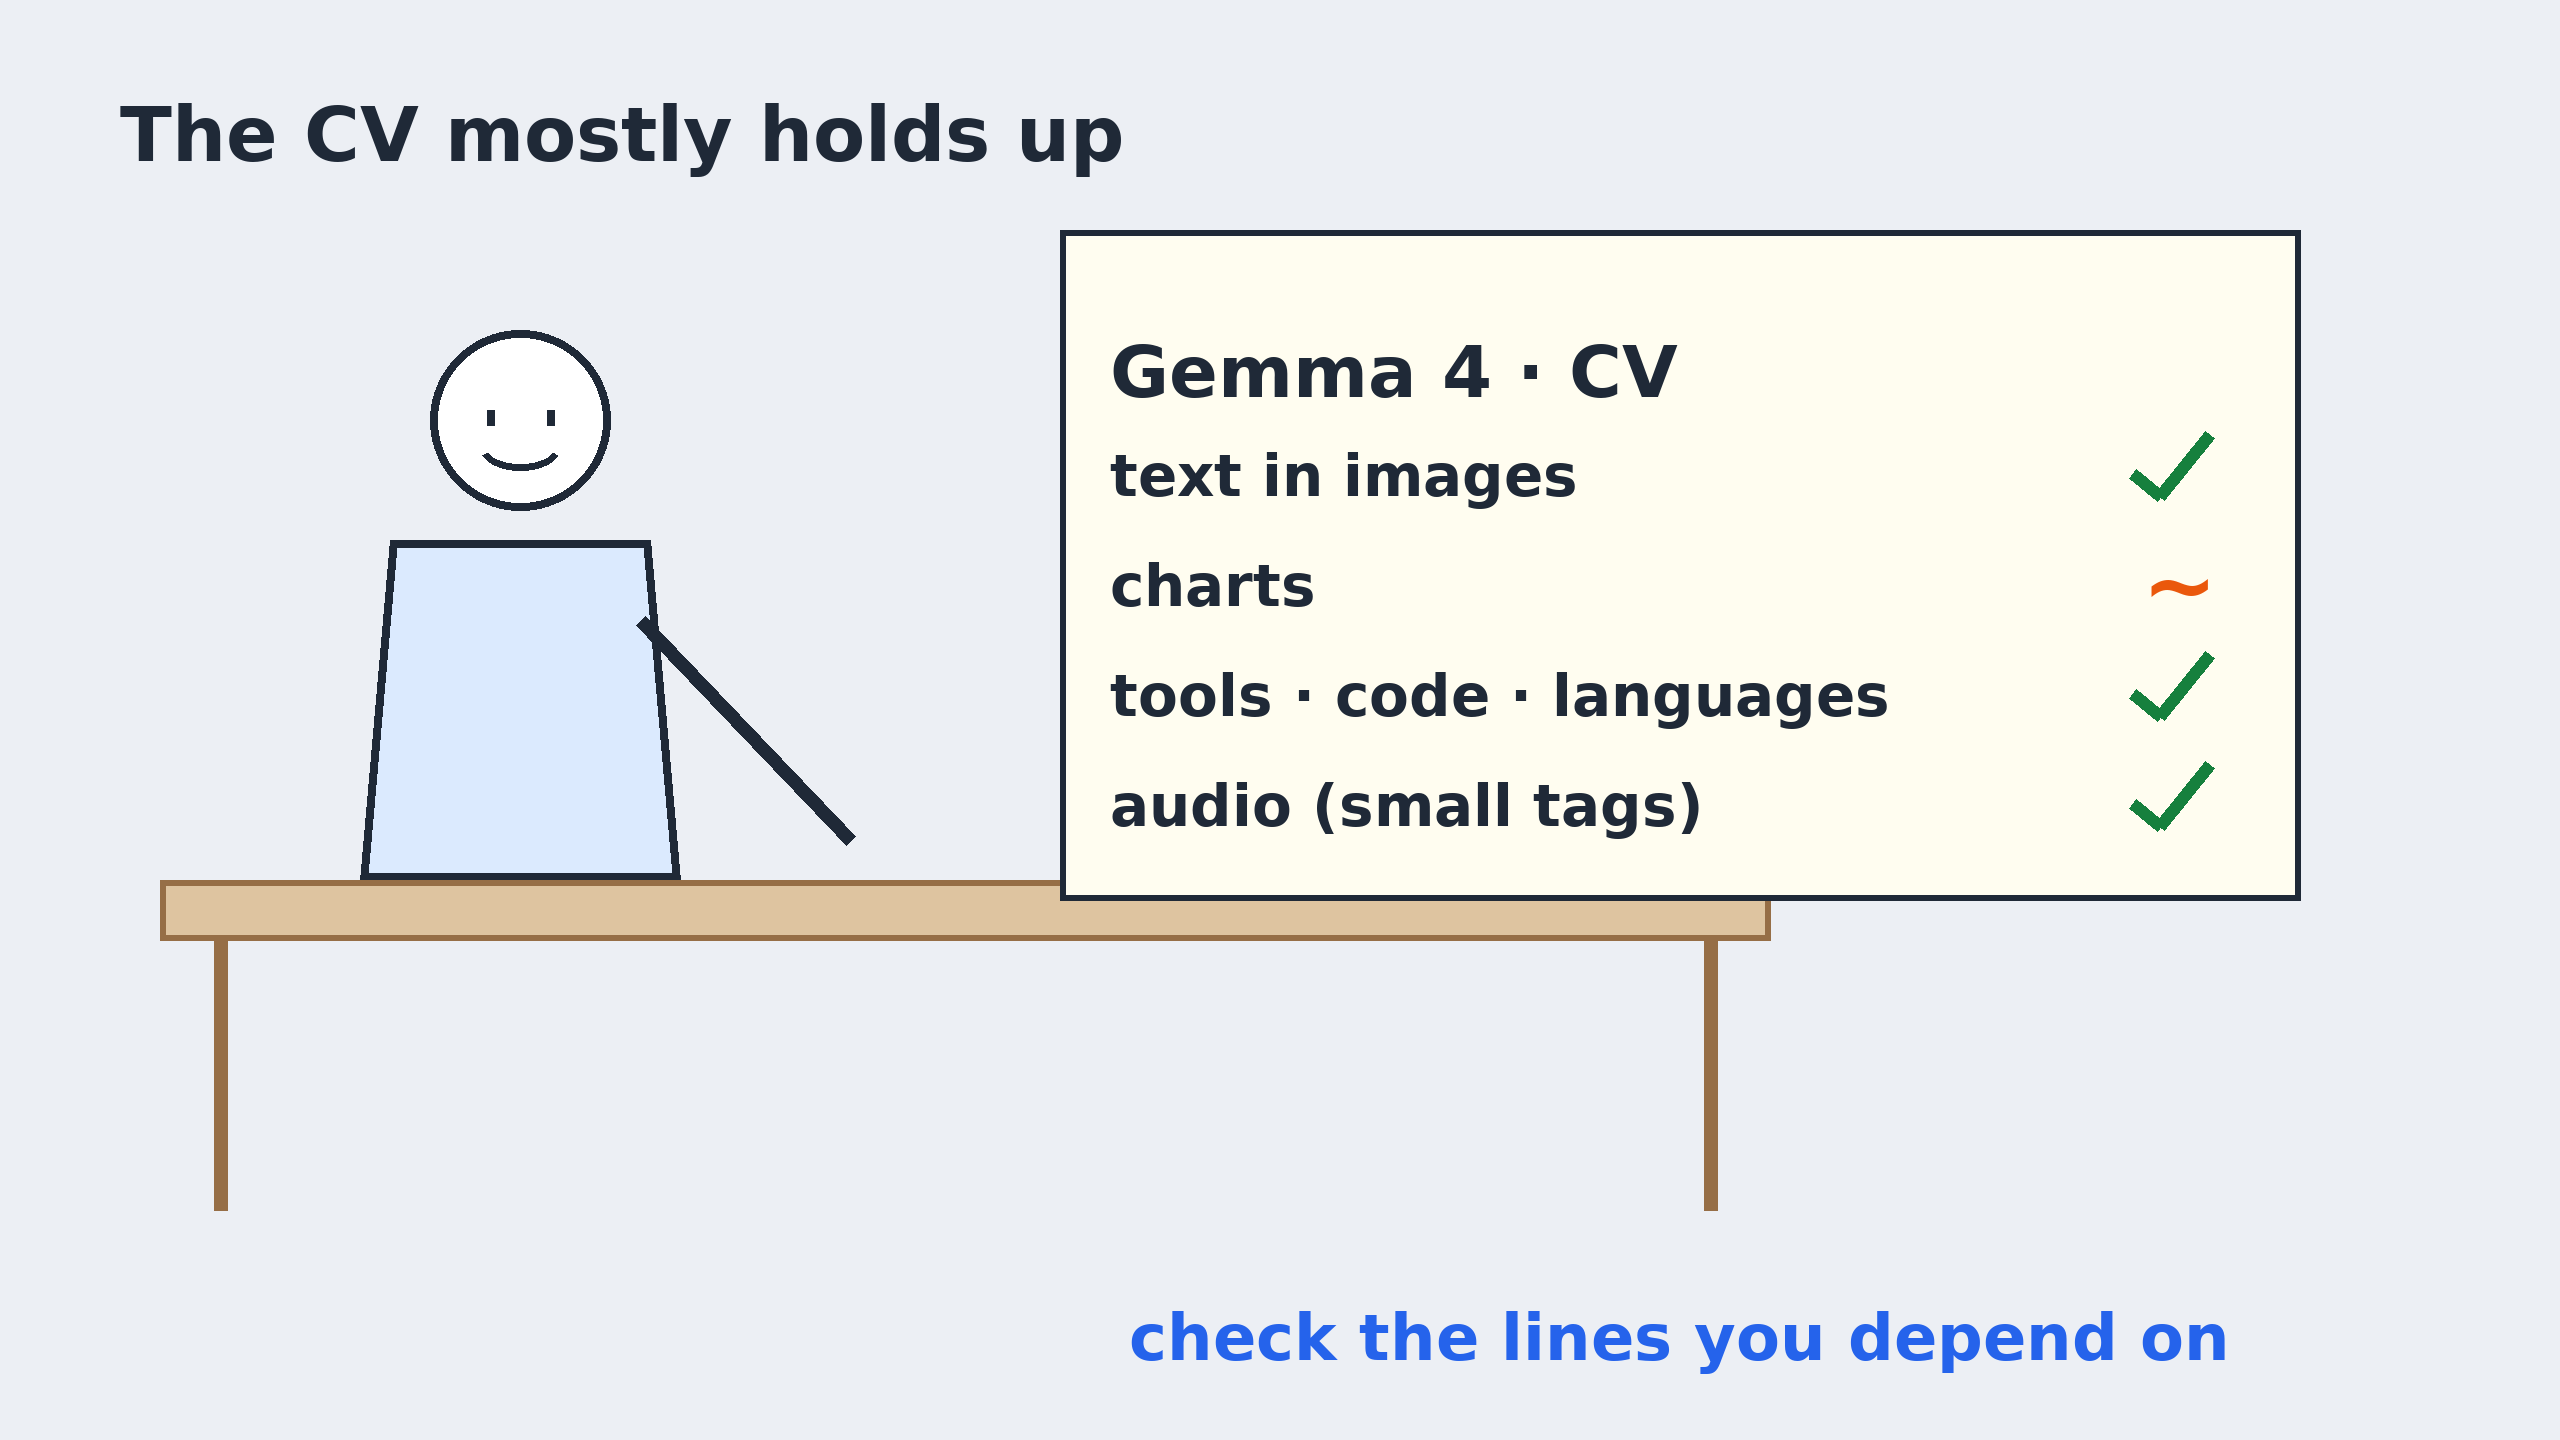 The CV mostly holds up
Gemma 4 · CV
text in images
charts ~
tools · code · languages
audio (small tags)
check the lines you depend on